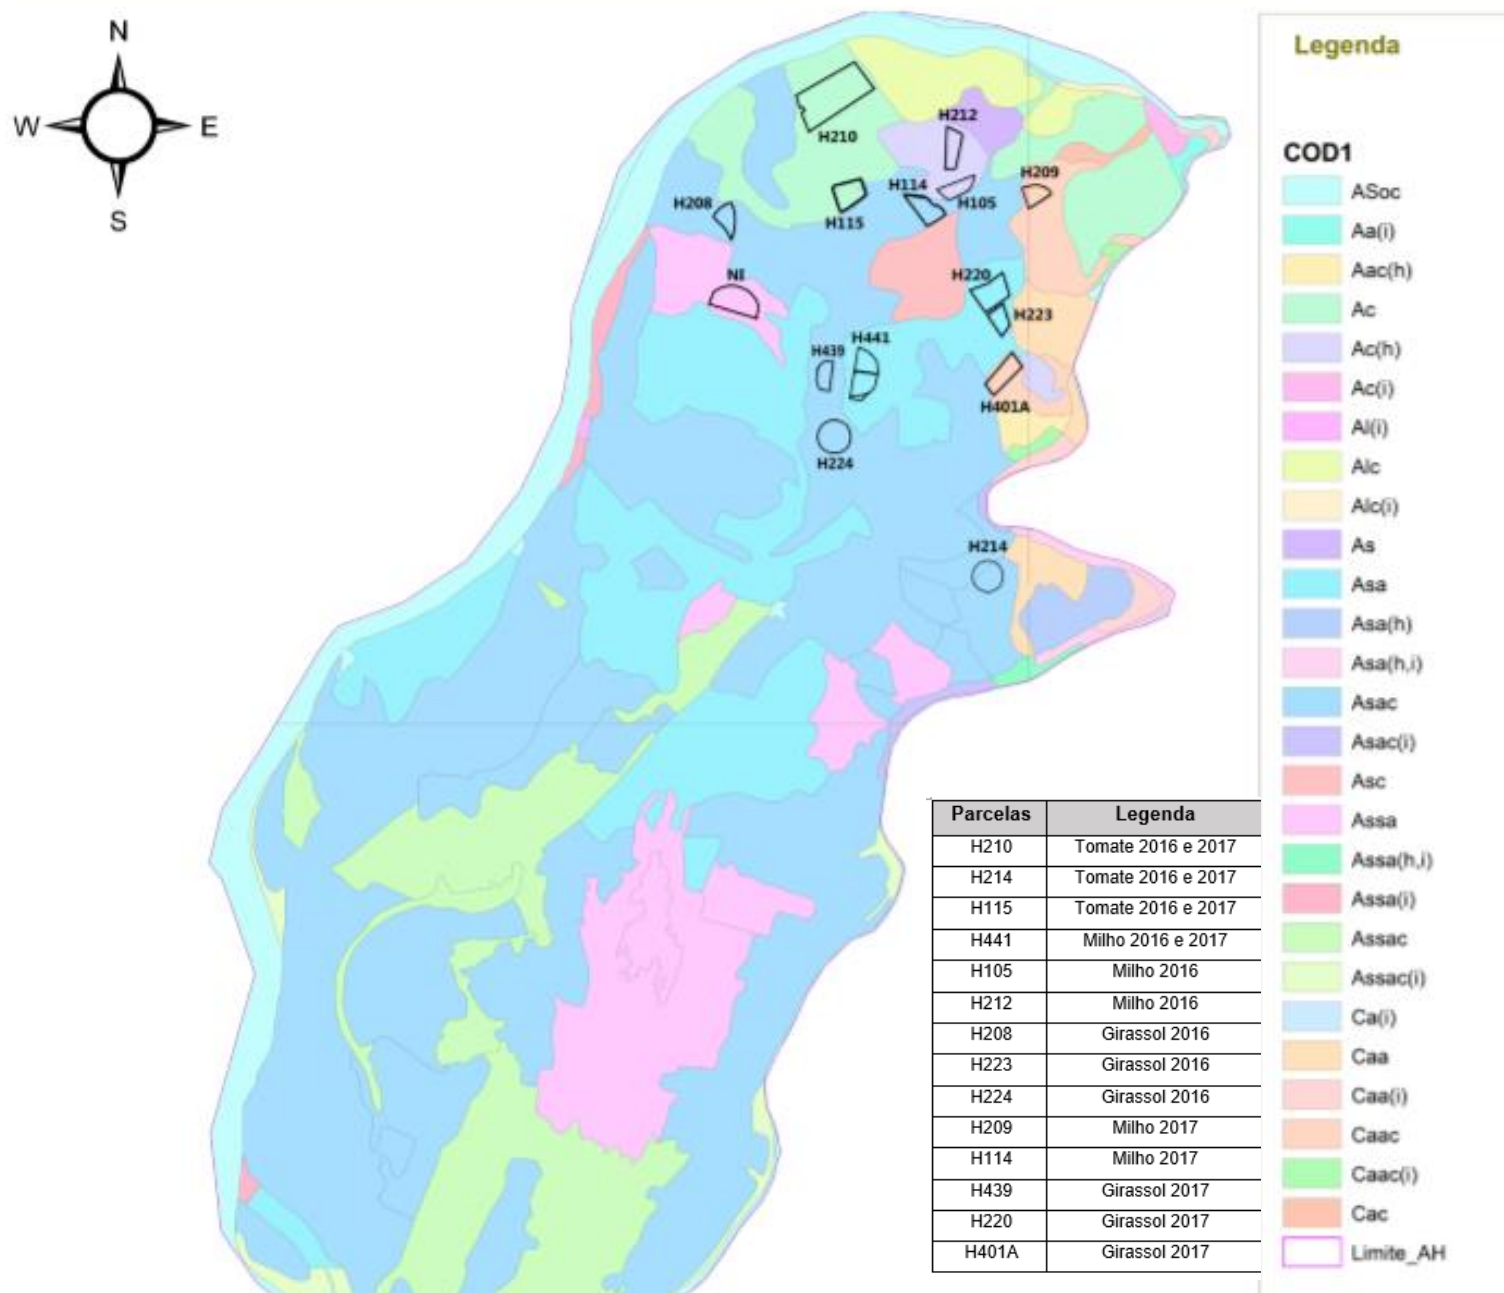 N
W E
S
H210
H212
H209
H114
H105
H208
H115
NI
H220
H223
H439
H441
H401A
H224
H214
Legenda
COD1
ASoc
Aa(i)
Aac(h)
Ac
Ac(h)
Ac(i)
Al(i)
Alc
Alc(i)
As
Asa
Asa(h)
Asa(h,i)
Asac
Asac(i)
Asc
Assa
Assa(h,i)
Assa(i)
Assac
Assac(i)
Ca(i)
Caa
Caa(i)
Caac
Caac(i)
Cac
Limite_AH
Parcelas Legenda
H210 Tomate 2016 e 2017
H214 Tomate 2016 e 2017
H115 Tomate 2016 e 2017
H441 Milho 2016 e 2017
H105 Milho 2016
H212 Milho 2016
H208 Girassol 2016
H223 Girassol 2016
H224 Girassol 2016
H209 Milho 2017
H114 Milho 2017
H439 Girassol 2017
H220 Girassol 2017
H401A Girassol 2017